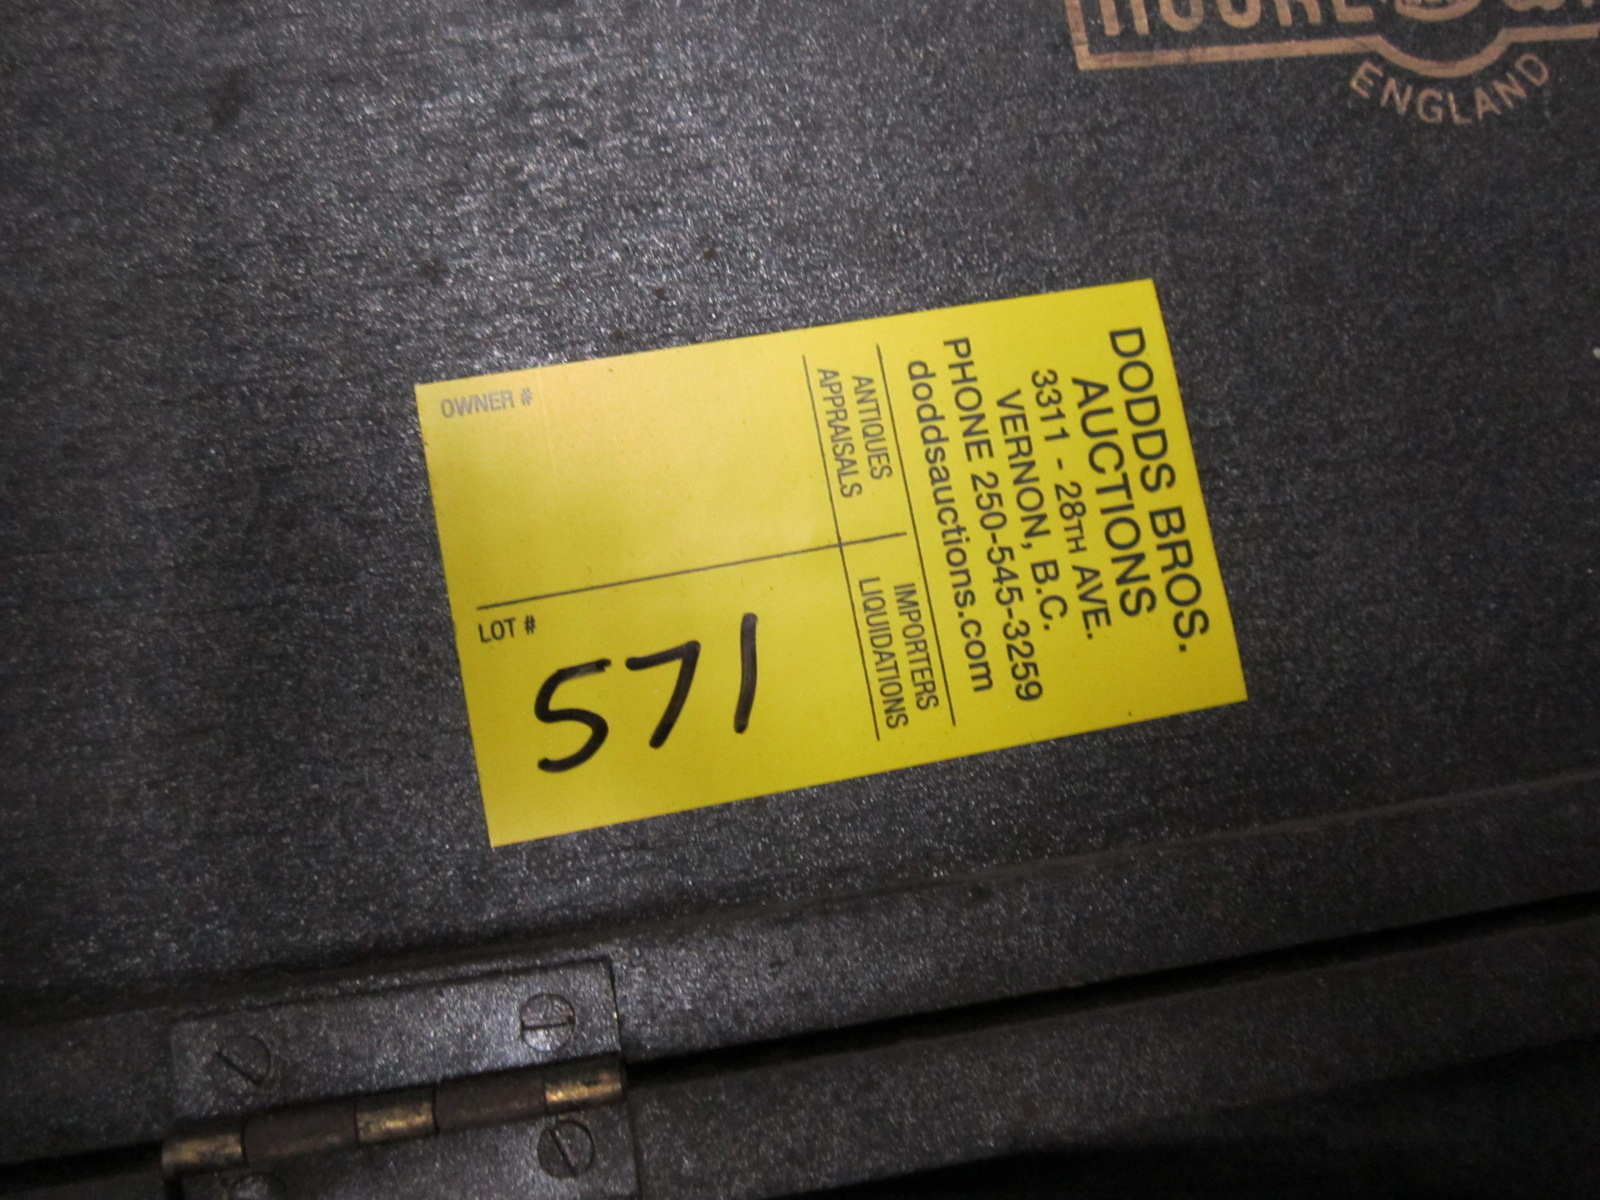 ENGLAND
DODDS BROS.
AUCTIONS
3311 - 28TH AVE.
VERNON, B.C.
PHONE 250-545-3259
doddsauctions.com
ANTIQUES IMPORTERS
APPRAISALS LIQUIDATIONS
OWNER #
LOT #
571